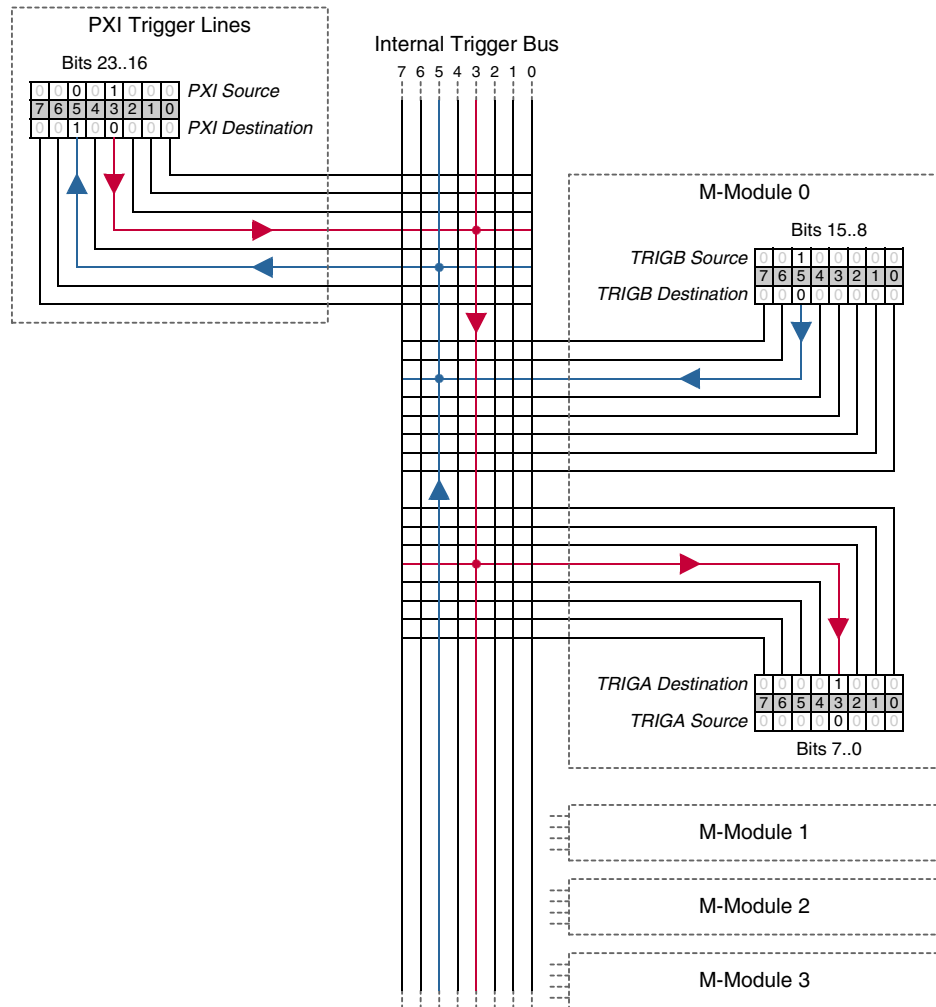 PXI Trigger Lines
Bits 23..16
0 0 0 0 1 0 0 0 PXI Source
7 6 5 4 3 2 1 0
0 0 1 0 0 0 0 0 PXI Destination
Internal Trigger Bus
7 6 5 4 3 2 1 0
M-Module 0
Bits 15..8
TRIGB Source 0 0 1 0 0 0 0 0
7 6 5 4 3 2 1 0
TRIGB Destination 0 0 0 0 0 0 0 0
TRIGA Destination 0 0 0 0 1 0 0 0
7 6 5 4 3 2 1 0
TRIGA Source 0 0 0 0 0 0 0 0
Bits 7..0
M-Module 1
M-Module 2
M-Module 3